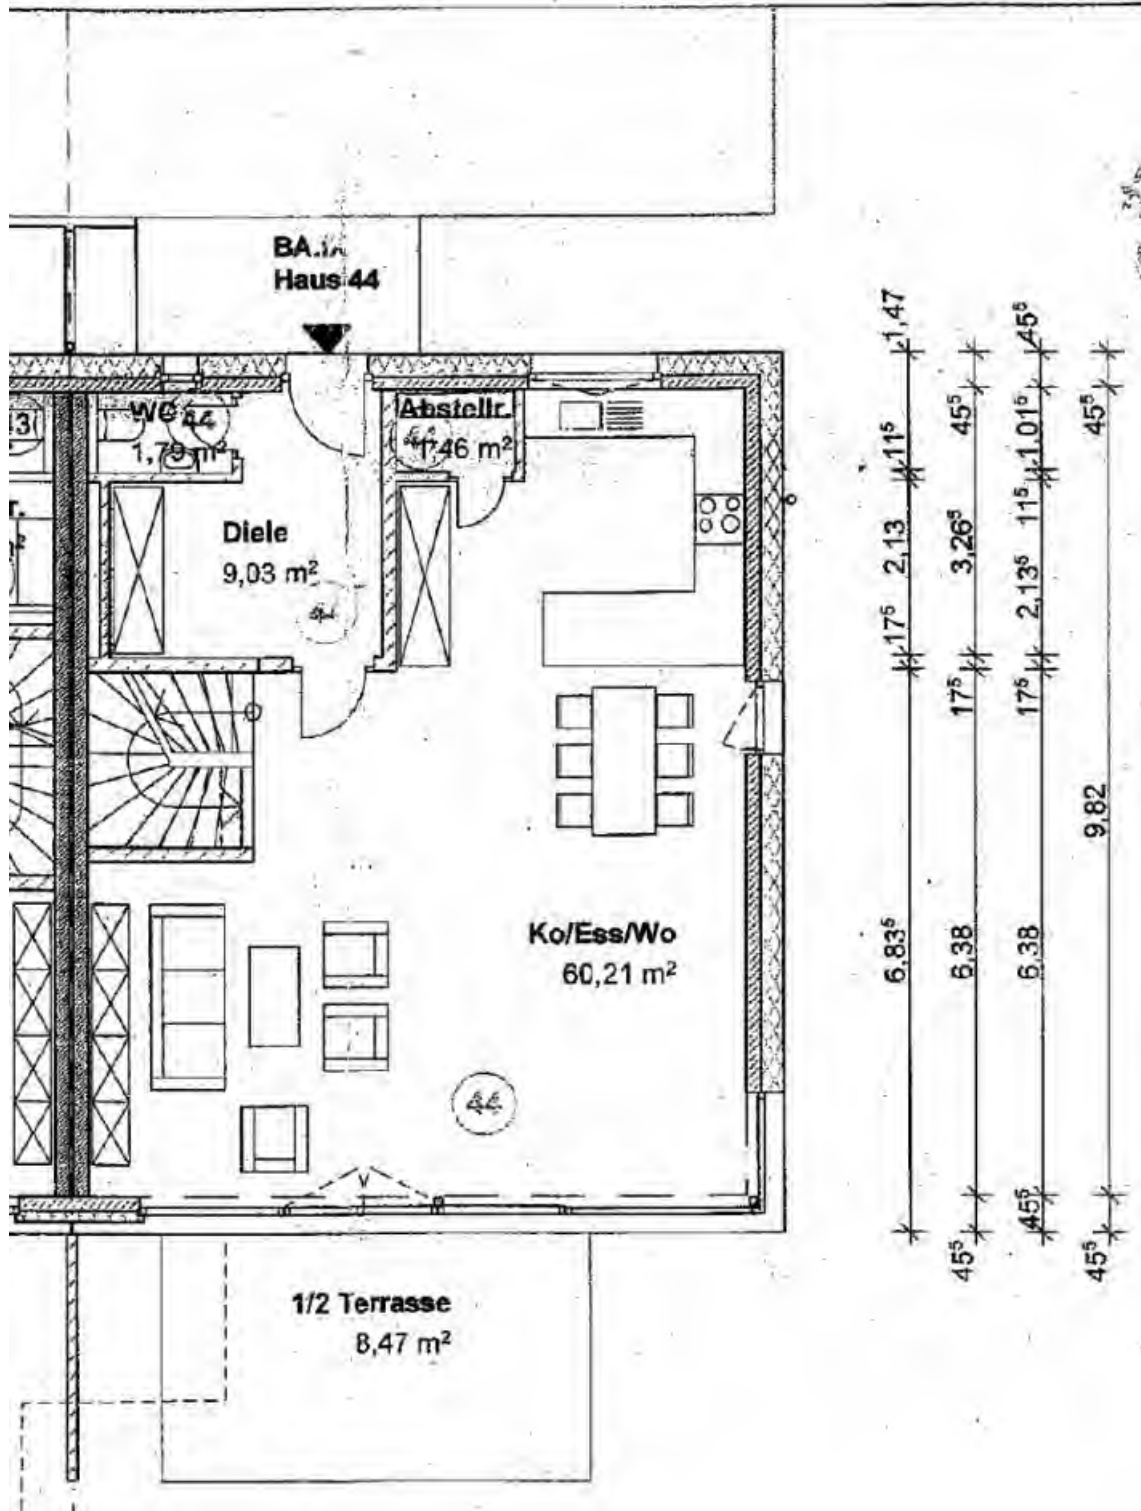 BA.
Haus 44
WC 44
1,79 m²
Abstellr.
1,46 m²
Diele
9,03 m²
Ko/Ess/Wo
60,21 m²
1/2 Terrasse
8,47 m²
1,47
11⁵
2,13
17⁵
6,83⁵
45⁵
3,26⁵
17⁵
6,38
45⁵
45⁵
1,01⁵
11⁵
2,13⁵
17⁵
6,38
45⁵
45⁵
9,82
45⁵